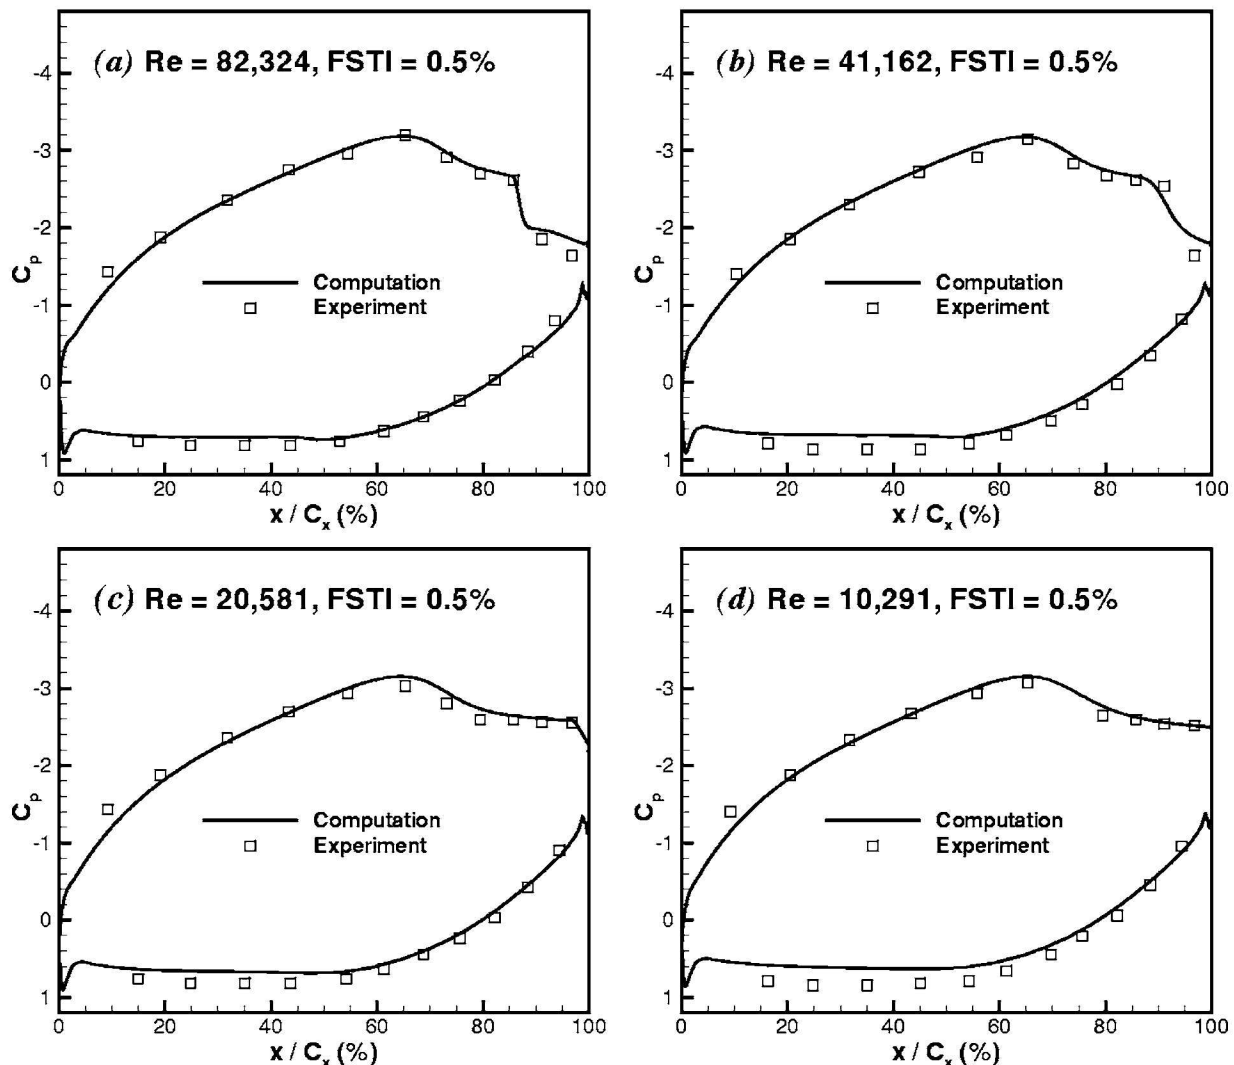 (a) Re = 82,324, FSTI = 0.5%
-4
-3
-2
-1
0
1
C_p
Computation
Experiment
0 20 40 60 80 100
x / C_x (%)
(b) Re = 41,162, FSTI = 0.5%
-4
-3
-2
-1
0
1
C_p
Computation
Experiment
0 20 40 60 80 100
x / C_x (%)
(c) Re = 20,581, FSTI = 0.5%
-4
-3
-2
-1
0
1
C_p
Computation
Experiment
0 20 40 60 80 100
x / C_x (%)
(d) Re = 10,291, FSTI = 0.5%
-4
-3
-2
-1
0
1
C_p
Computation
Experiment
0 20 40 60 80 100
x / C_x (%)